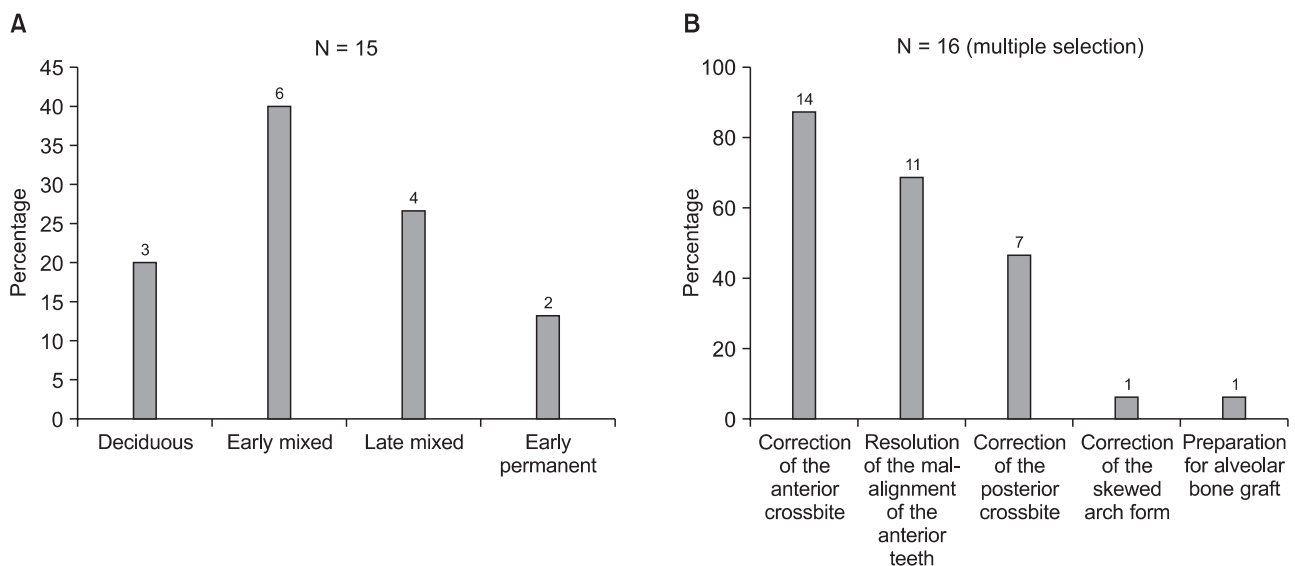 A
N = 15
45
40
35
30
25
20
15
10
5
0
Percentage
3
6
4
2
Deciduous
Early mixed
Late mixed
Early
permanent
B
N = 16 (multiple selection)
100
80
60
40
20
0
Percentage
14
11
7
1
1
Correction
of the
anterior
crossbite
Resolution
of the mal-
alignment
of the
anterior
teeth
Correction
of the
posterior
crossbite
Correction
of the
skewed
arch form
Preparation
for alveolar
bone graft